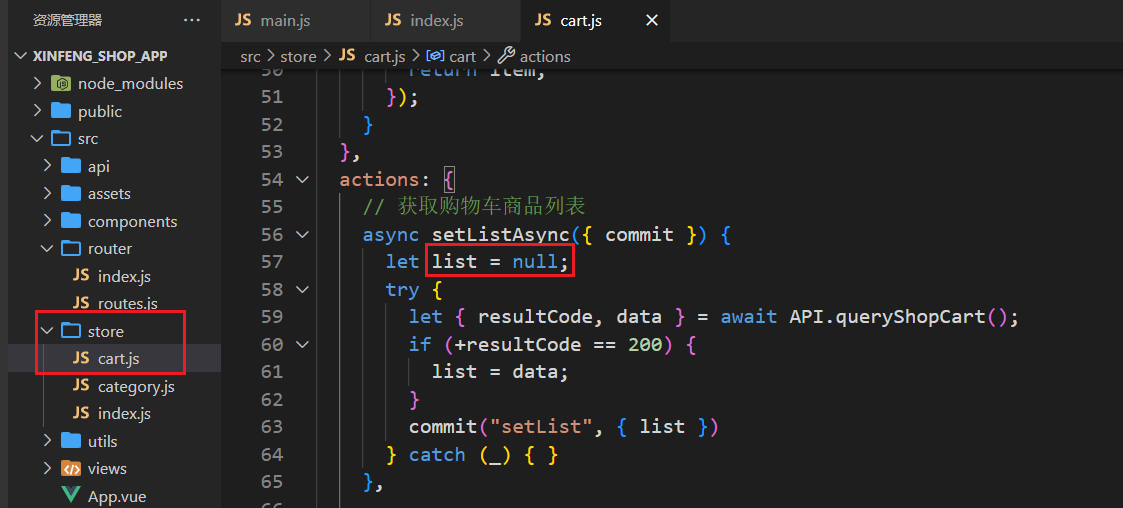 资源管理器
XINFENG_SHOP_APP
node_modules
public
src
api
assets
components
router
JS index.js
JS routes.js
store
JS cart.js
JS category.js
JS index.js
utils
views
App.vue
JS main.js
JS index.js
JS cart.js
src > store > JS cart.js > cart > actions
50 return item;
51 });
52 }
53 },
54 actions: {
55 // 获取购物车商品列表
56 async setListAsync({ commit }) {
57 let list = null;
58 try {
59 let { resultCode, data } = await API.queryShopCart();
60 if (+resultCode == 200) {
61 list = data;
62 }
63 commit("setList", { list })
64 } catch (_) { }
65 },
66